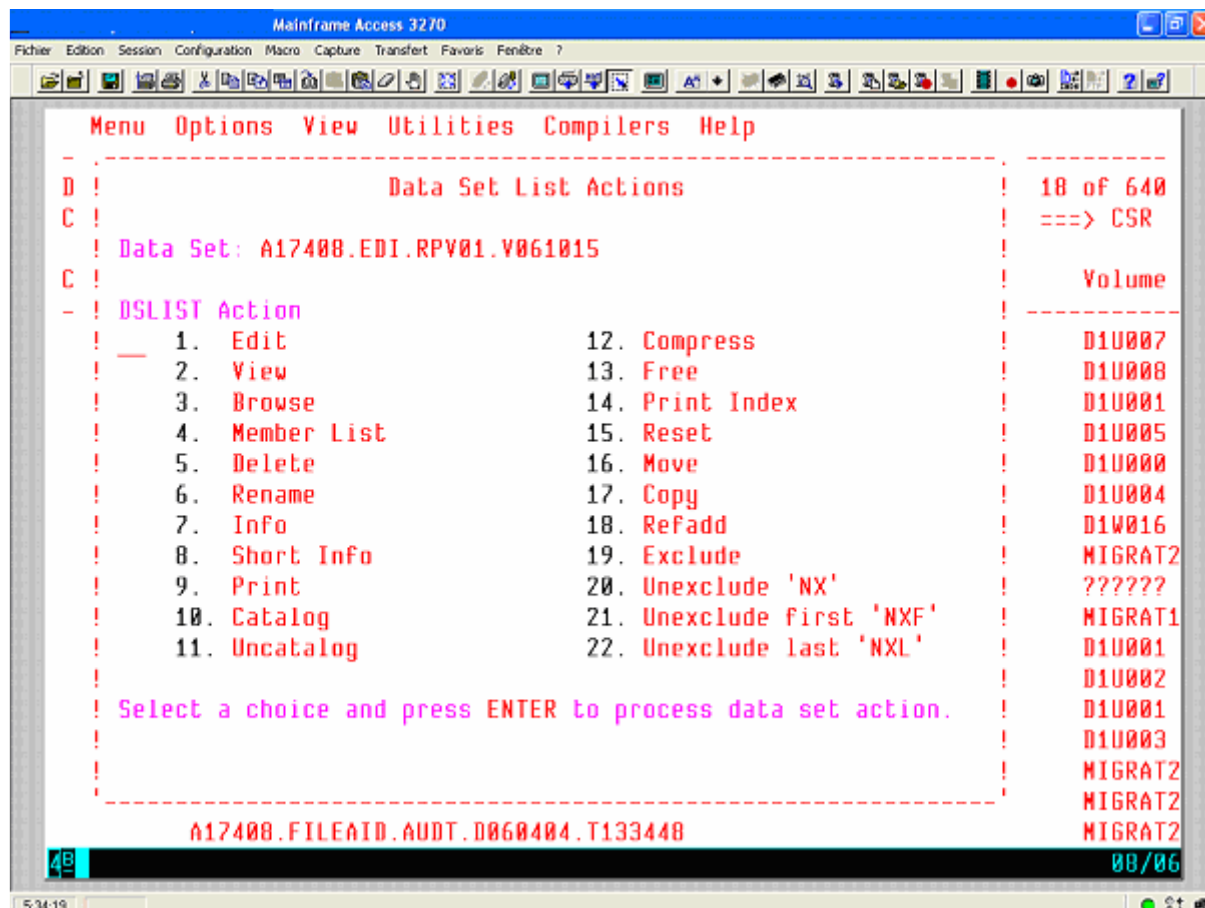 Mainframe Access 3270
Fichier Edition Session Configuration Macro Capture Transfert Favoris Fenêtre ?
Menu Options View Utilities Compilers Help
- .-------------------------------------------------------------. ----------
D ! Data Set List Actions ! 18 of 640
C ! ! ===> CSR
! Data Set: A17408.EDI.RPV01.V061015 !
C ! ! Volume
- ! DSLIST Action ! -----------
! __ 1. Edit 12. Compress ! D1U007
! 2. View 13. Free ! D1U008
! 3. Browse 14. Print Index ! D1U001
! 4. Member List 15. Reset ! D1U005
! 5. Delete 16. Move ! D1U000
! 6. Rename 17. Copy ! D1U004
! 7. Info 18. Refadd ! D1W016
! 8. Short Info 19. Exclude ! MIGRAT2
! 9. Print 20. Unexclude 'NX' ! ??????
! 10. Catalog 21. Unexclude first 'NXF' ! MIGRAT1
! 11. Uncatalog 22. Unexclude last 'NXL' ! D1U001
! ! D1U002
! Select a choice and press ENTER to process data set action. ! D1U001
! ! D1U003
! ! MIGRAT2
'-------------------------------------------------------------' MIGRAT2
A17408.FILEAID.AUDT.D060404.T133448 MIGRAT2
4B 08/06
5:34:19